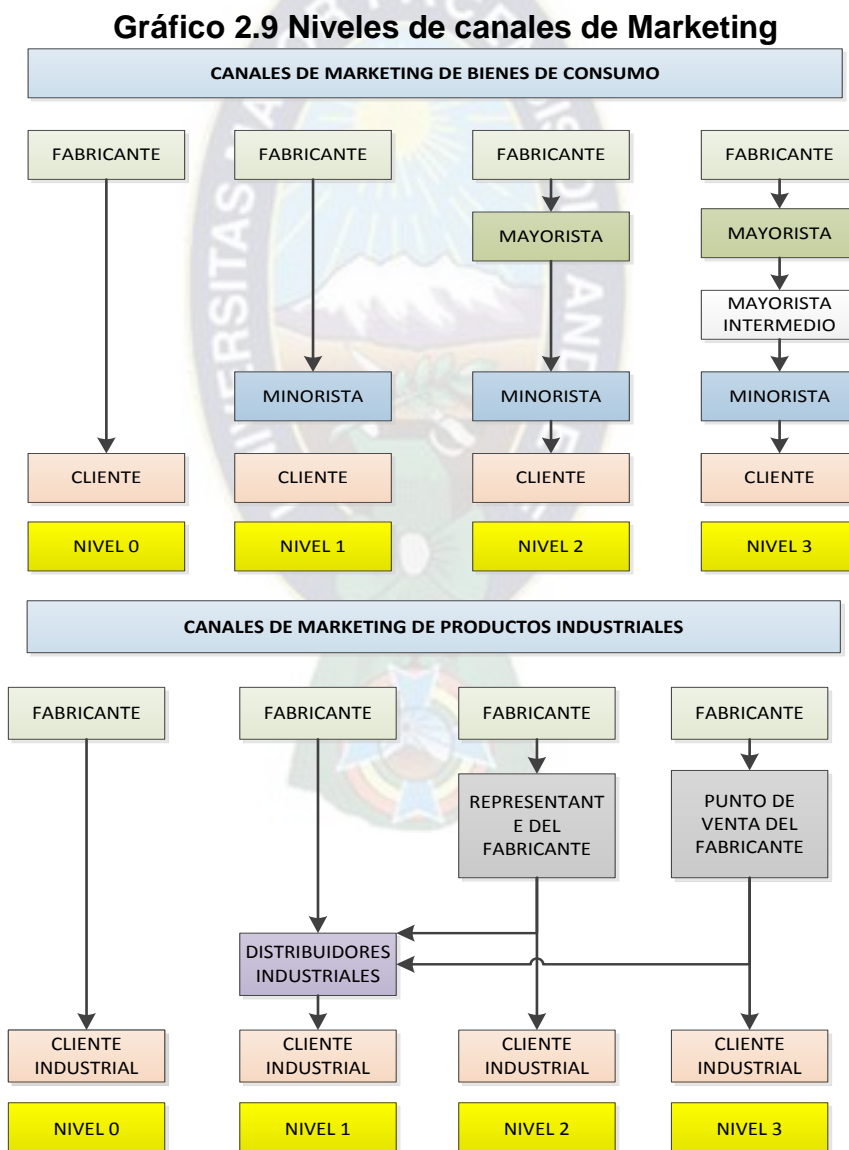 Gráfico 2.9 Niveles de canales de Marketing
CANALES DE MARKETING DE BIENES DE CONSUMO
FABRICANTE
FABRICANTE
FABRICANTE
FABRICANTE
MAYORISTA
MAYORISTA
MAYORISTA
INTERMEDIO
MINORISTA
MINORISTA
MINORISTA
CLIENTE
CLIENTE
CLIENTE
CLIENTE
NIVEL 0
NIVEL 1
NIVEL 2
NIVEL 3
CANALES DE MARKETING DE PRODUCTOS INDUSTRIALES
FABRICANTE
FABRICANTE
FABRICANTE
FABRICANTE
REPRESENTANT
E DEL
FABRICANTE
PUNTO DE
VENTA DEL
FABRICANTE
DISTRIBUIDORES
INDUSTRIALES
CLIENTE
INDUSTRIAL
CLIENTE
INDUSTRIAL
CLIENTE
INDUSTRIAL
CLIENTE
INDUSTRIAL
NIVEL 0
NIVEL 1
NIVEL 2
NIVEL 3